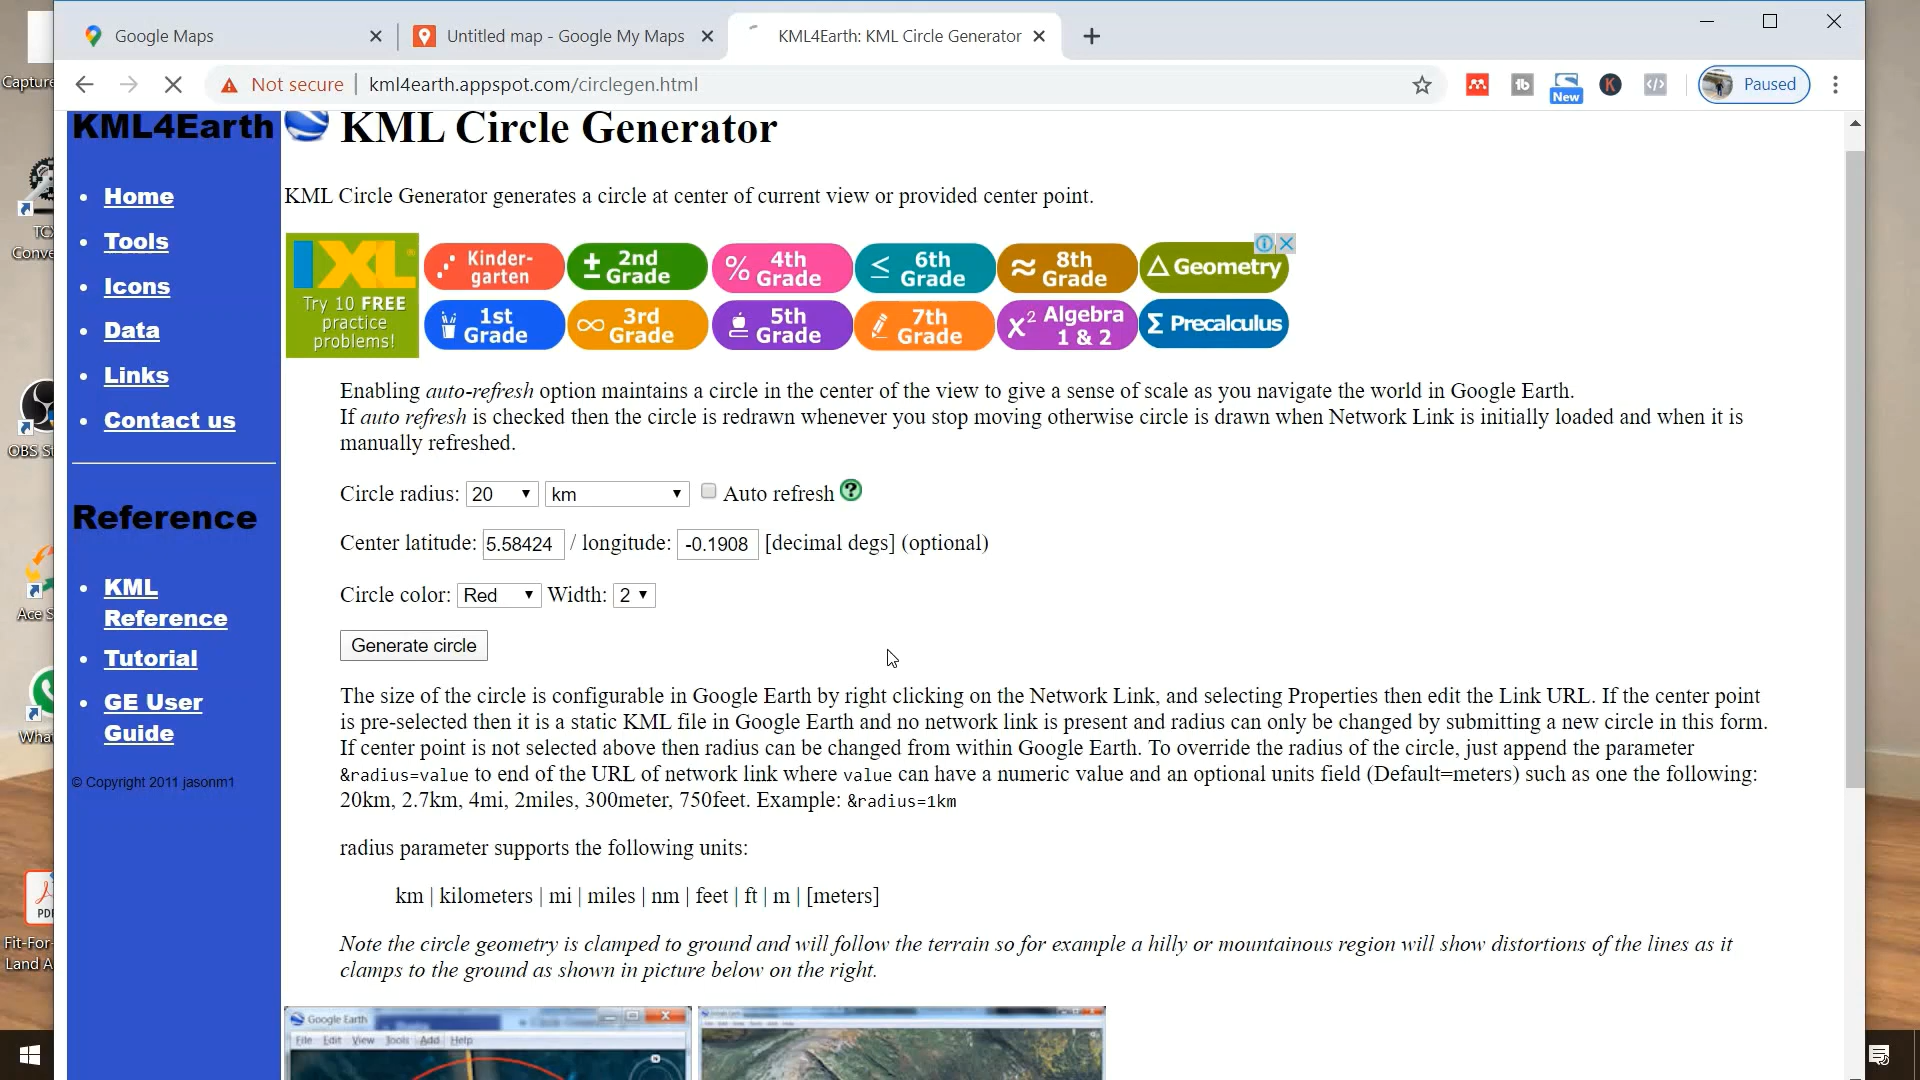 Google Maps
Untitled map - Google My Maps
KML4Earth: KML Circle Generator
Not secure
kml4earth.appspot.com/circlegen.html
New
Paused
Capture
TCX
Conve
OBS St
Ace S
What
PDF
Fit-For-
Land A
KML4Earth
Home
Tools
Icons
Data
Links
Contact us
Reference
KML
Reference
Tutorial
GE User
Guide
© Copyright 2011 jasonm1
KML Circle Generator
KML Circle Generator generates a circle at center of current view or provided center point.
IXL
Try 10 FREE
practice
problems!
Kinder-
garten
± 2nd
Grade
% 4th
Grade
≤ 6th
Grade
≈ 8th
Grade
△ Geometry
1st
Grade
∞ 3rd
Grade
5th
Grade
7th
Grade
x² Algebra
1 & 2
Σ Precalculus
Enabling auto-refresh option maintains a circle in the center of the view to give a sense of scale as you navigate the world in Google Earth.
If auto refresh is checked then the circle is redrawn whenever you stop moving otherwise circle is drawn when Network Link is initially loaded and when it is
manually refreshed.
Circle radius: 20 km Auto refresh ?
Center latitude: 5.58424 / longitude: -0.1908 [decimal degs] (optional)
Circle color: Red Width: 2
Generate circle
The size of the circle is configurable in Google Earth by right clicking on the Network Link, and selecting Properties then edit the Link URL. If the center point
is pre-selected then it is a static KML file in Google Earth and no network link is present and radius can only be changed by submitting a new circle in this form.
If center point is not selected above then radius can be changed from within Google Earth. To override the radius of the circle, just append the parameter
&radius=value to end of the URL of network link where value can have a numeric value and an optional units field (Default=meters) such as one the following:
20km, 2.7km, 4mi, 2miles, 300meter, 750feet. Example: &radius=1km
radius parameter supports the following units:
km | kilometers | mi | miles | nm | feet | ft | m | [meters]
Note the circle geometry is clamped to ground and will follow the terrain so for example a hilly or mountainous region will show distortions of the lines as it
clamps to the ground as shown in picture below on the right.
Google Earth
File Edit View Tools Add Help